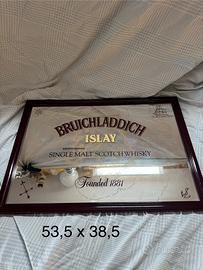 BRUICHLADDICH
ISLAY
SINGLE MALT SCOTCH WHISKY
Founded 1881
53,5 x 38,5